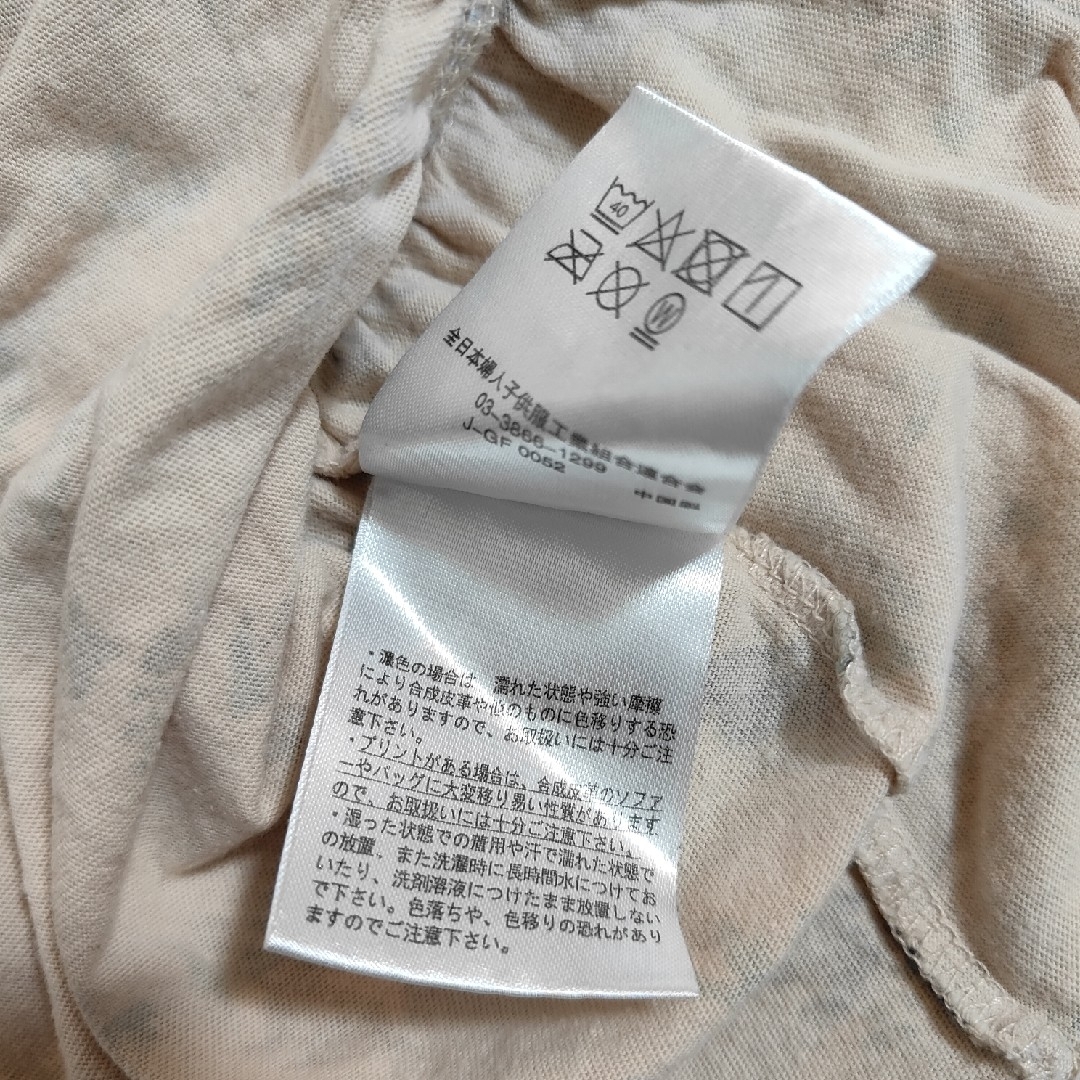 40
W
全日本婦人子供服工業組合連合会
03-3866-1299
J-GF 0052
中国製
・濃色の場合は、濡れた状態や強い摩擦
により合成皮革や他のものに色移りする恐
れがありますので、お取扱いには十分ご注
意下さい。
・プリントがある場合は、合成皮革のソファ
ーやバッグに大変移り易い性質があります
ので、お取扱いには十分ご注意下さい。
・湿った状態での着用や汗で濡れた状態で
の放置、また洗濯時に長時間水につけてお
いたり、洗剤溶液につけたまま放置しない
で下さい。色落ちや、色移りの恐れがあり
ますのでご注意下さい。